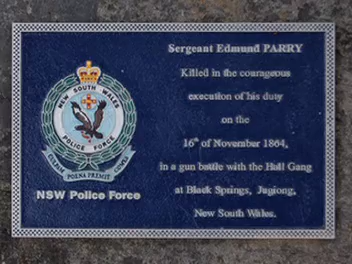 Sergeant Edmund PARRY
Killed in the courageous
execution of his duty
on the
16th of November 1864,
in a gun battle with the Hall Gang
at Black Springs, Jugiong,
New South Wales.
NEW SOUTH WALES
POLICE FORCE
CULPAM POENA PREMIT COMES
NSW Police Force